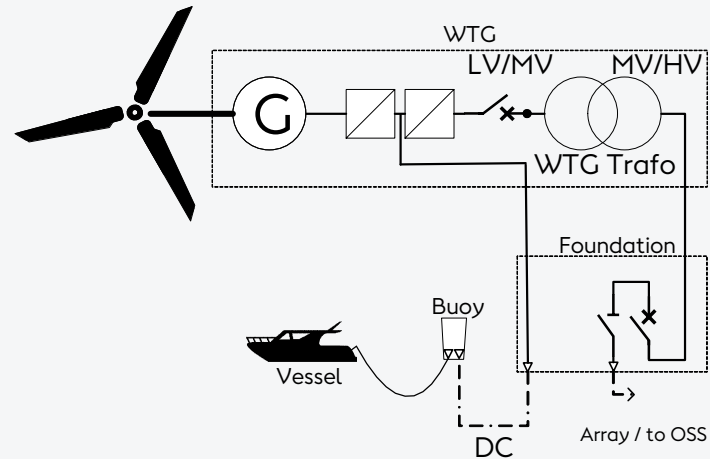 WTG
LV/MV
MV/HV
G
WTG Trafo
Foundation
Buoy
Vessel
Array / to OSS
DC